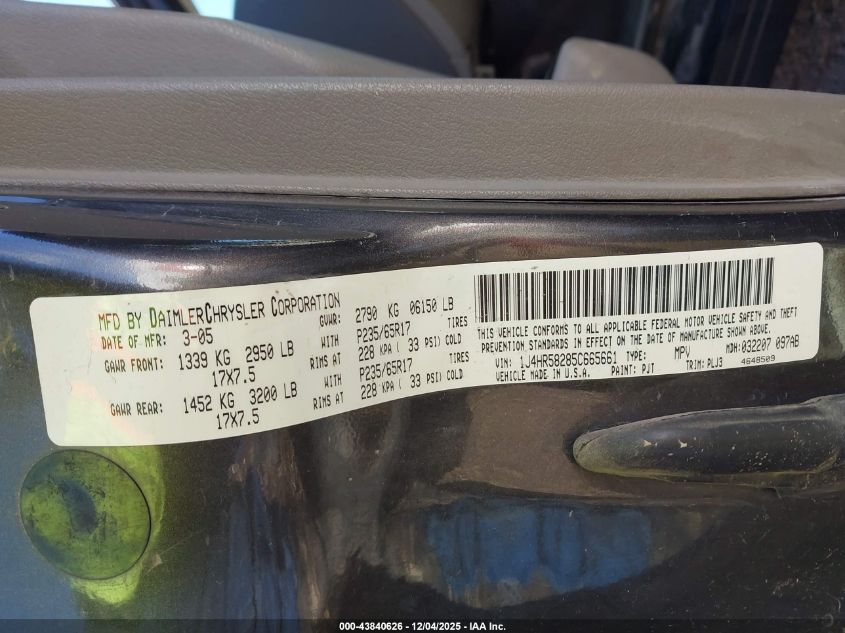 MFD BY DAIMLERCHRYSLER CORPORATION
DATE OF MFR: 3-05 GVWR: 2790 KG 06150 LB
GAWR FRONT: 1339 KG 2950 LB WITH P235/65R17 TIRES
17X7.5 RIMS AT 228 KPA ( 33 PSI) COLD
GAWR REAR: 1452 KG 3200 LB WITH P235/65R17 TIRES
17X7.5 RIMS AT 228 KPA ( 33 PSI) COLD
THIS VEHICLE CONFORMS TO ALL APPLICABLE FEDERAL MOTOR VEHICLE SAFETY AND THEFT
PREVENTION STANDARDS IN EFFECT ON THE DATE OF MANUFACTURE SHOWN ABOVE.
VIN: 1J4HR58285C665661 TYPE: MPV MDH: 032207 097AB
VEHICLE MADE IN U.S.A. PAINT: PJT TRIM: PLJ3 4648509
000-43840626 - 12/04/2025 - IAA Inc.